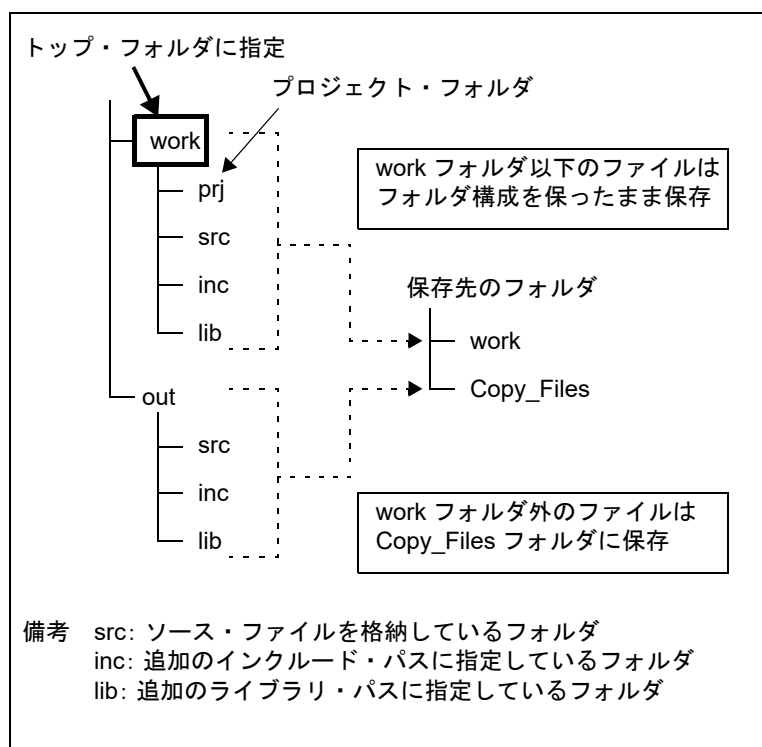 トップ・フォルダに指定
プロジェクト・フォルダ
work
prj
src
inc
lib
work フォルダ以下のファイルは
フォルダ構成を保ったまま保存
保存先のフォルダ
work
Copy_Files
out
src
inc
lib
work フォルダ外のファイルは
Copy_Files フォルダに保存
備考 src: ソース・ファイルを格納しているフォルダ
inc: 追加のインクルード・パスに指定しているフォルダ
lib: 追加のライブラリ・パスに指定しているフォルダ